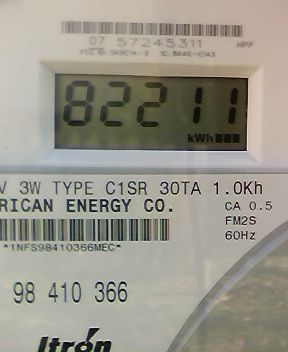 07 57245311 HPP
82211
kWh
V 3W TYPE C1SR 30TA 1.0Kh
RICAN ENERGY CO. CA 0.5
FM2S
*1NFS98410366MEC* 60Hz
98 410 366
Itron